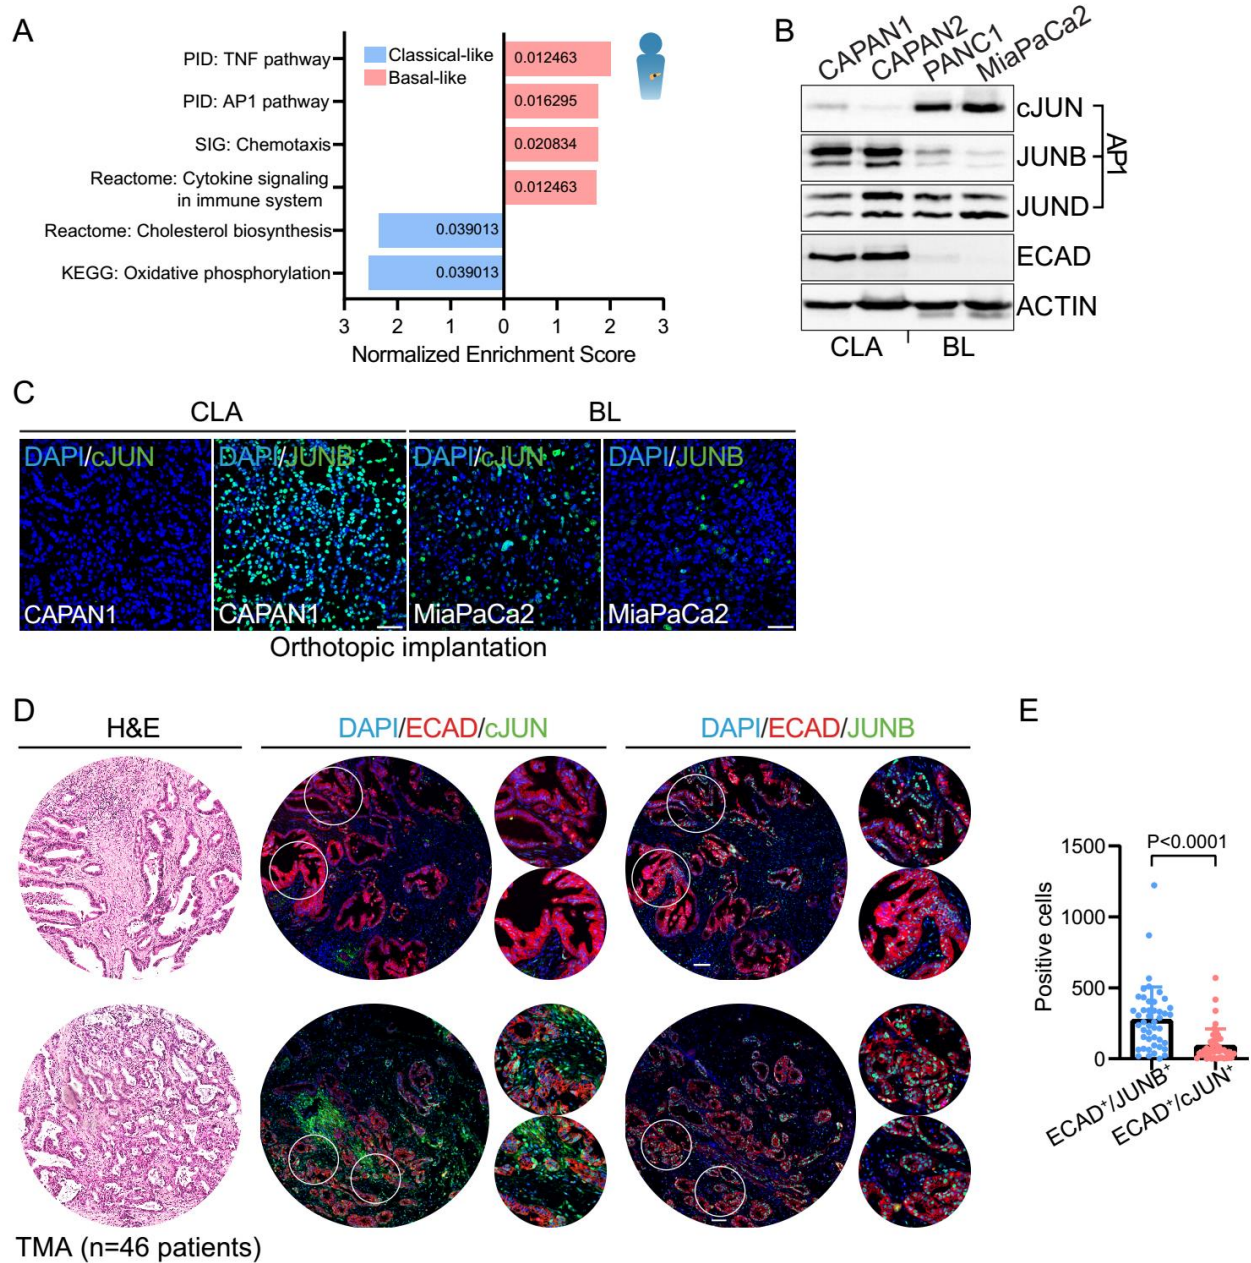 A
PID: TNF pathway
PID: AP1 pathway
SIG: Chemotaxis
Reactome: Cytokine signaling
in immune system
Reactome: Cholesterol biosynthesis
KEGG: Oxidative phosphorylation
Classical-like
Basal-like
0.012463
0.016295
0.020834
0.012463
0.039013
0.039013
3 2 1 0 1 2 3
Normalized Enrichment Score
B
CAPAN1
CAPAN2
PANC1
MiaPaCa2
cJUN
JUNB
JUND
AP1
ECAD
ACTIN
CLA BL
C
CLA BL
DAPI/cJUN DAPI/JUNB DAPI/cJUN DAPI/JUNB
CAPAN1 CAPAN1 MiaPaCa2 MiaPaCa2
Orthotopic implantation
D
H&E DAPI/ECAD/cJUN DAPI/ECAD/JUNB
TMA (n=46 patients)
E
Positive cells
1500
1000
500
0
P<0.0001
ECAD⁺/JUNB⁺
ECAD⁺/cJUN⁺